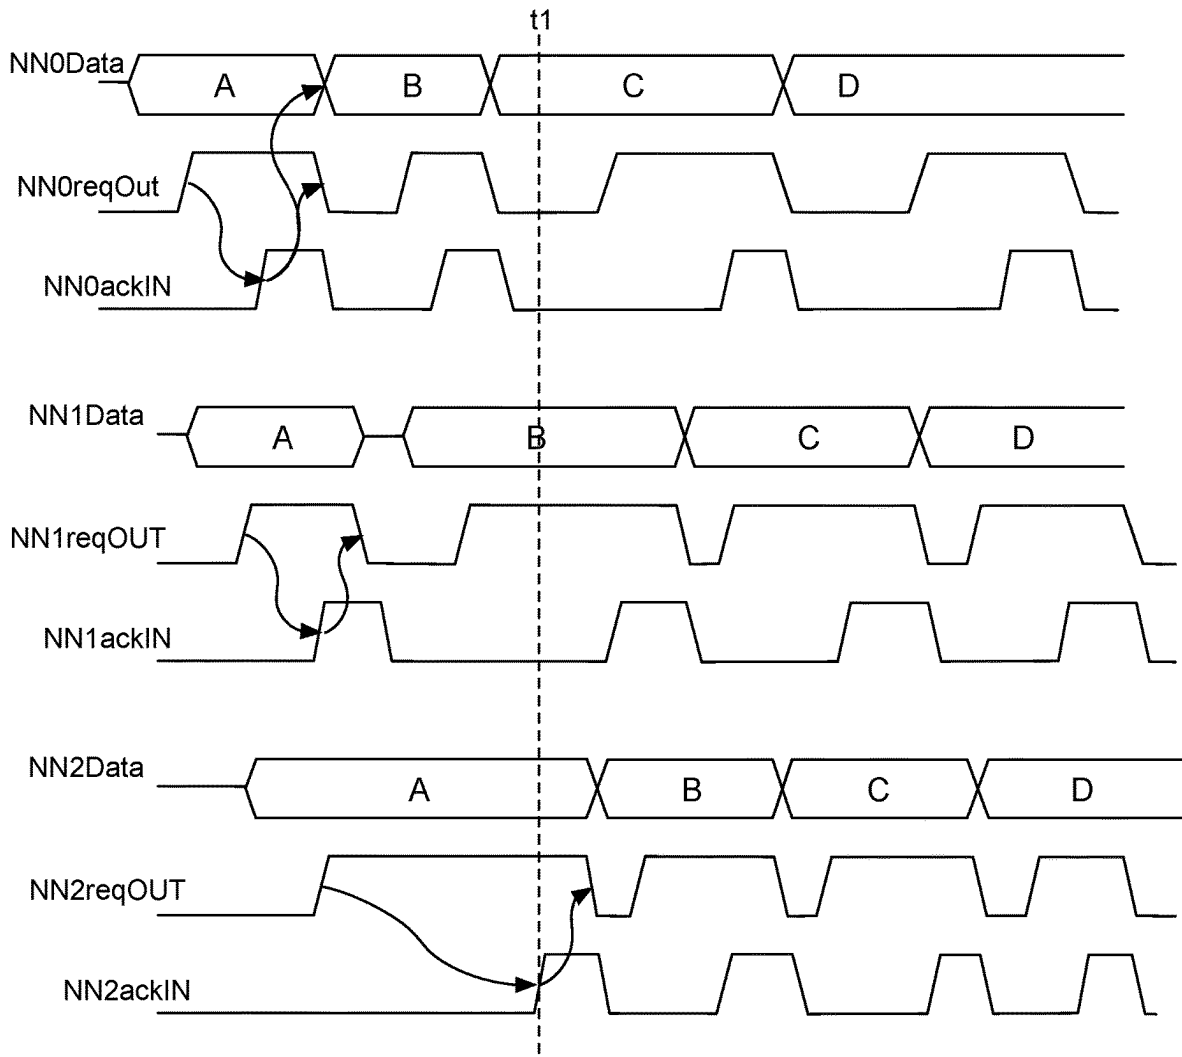 t1
NN0Data A B C D
NN0reqOut
NN0ackIN
NN1Data A B C D
NN1reqOUT
NN1ackIN
NN2Data A B C D
NN2reqOUT
NN2ackIN